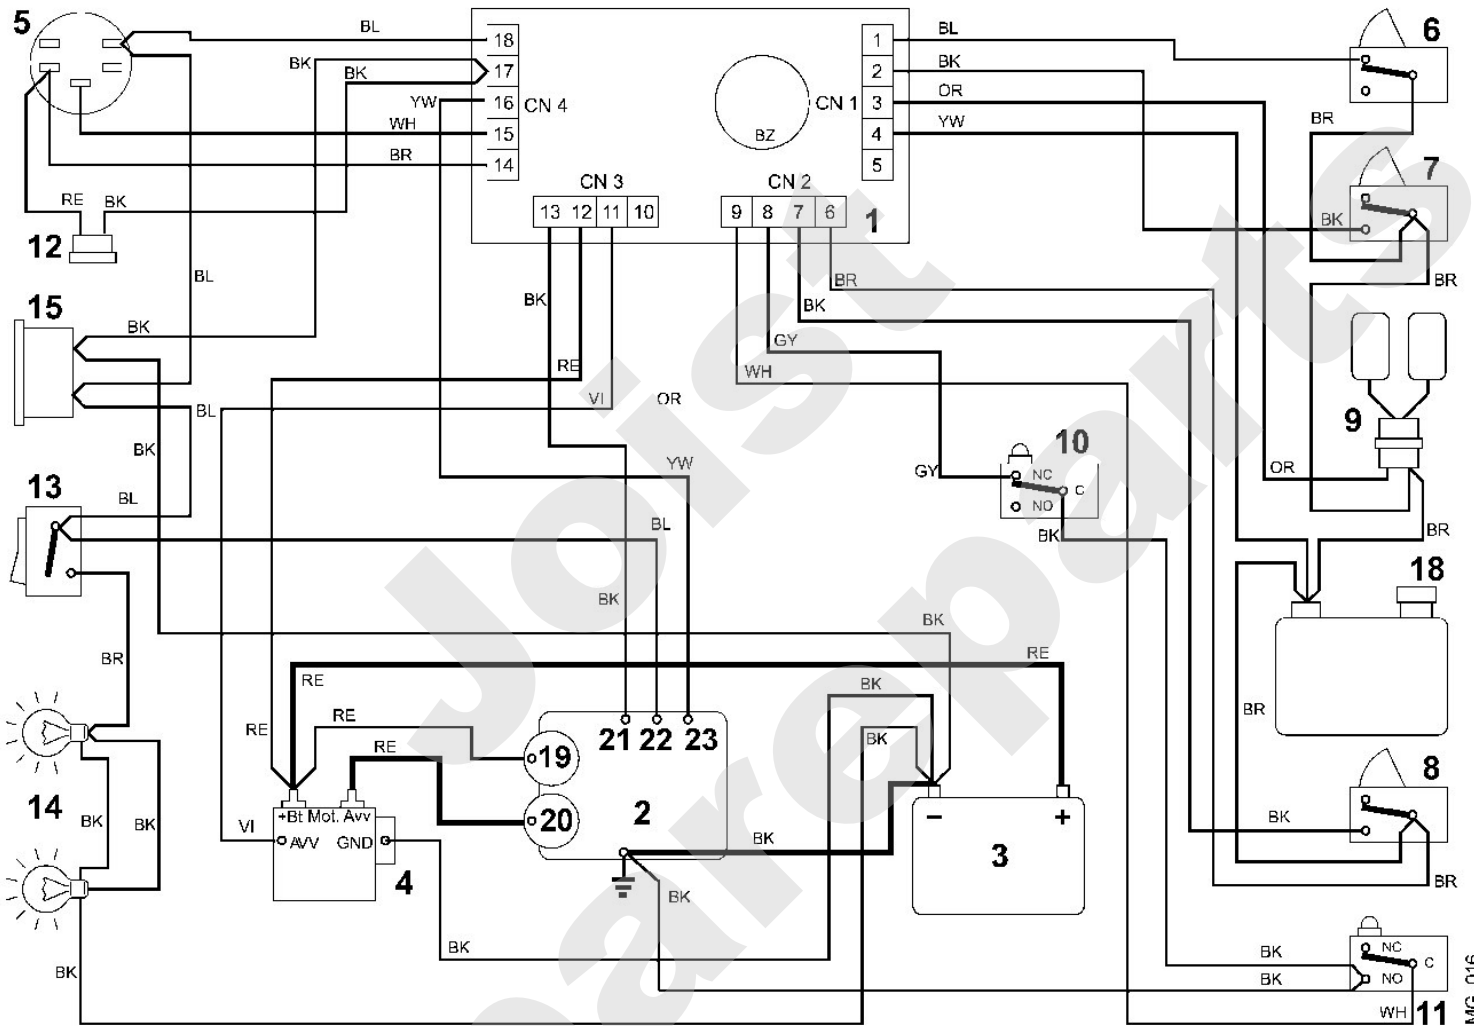 5
BL
18
1
BL
6
BK
BK
17
2
BK
YW
16
CN 4
CN 1
3
OR
WH
15
BZ
4
YW
BR
BR
14
5
CN 3
CN 2
7
RE
BK
13
12
11
10
9
8
7
6
1
BK
12
BL
BK
BR
BK
BR
15
BK
GY
RE
WH
VI
OR
BL
9
BK
10
YW
GY
NC
C
OR
13
BL
NO
BL
BK
BR
18
BK
BK
BR
RE
RE
BK
BR
RE
RE
21
22
23
BK
RE
19
8
14
+Bt
Mot.
Avv
20
2
-
+
BK
BK
BK
VI
AVV
GND
BK
3
4
BR
BK
BK
BK
NC
C
BK
BK
NO
WH
11
MG_016
Joist
spareparts